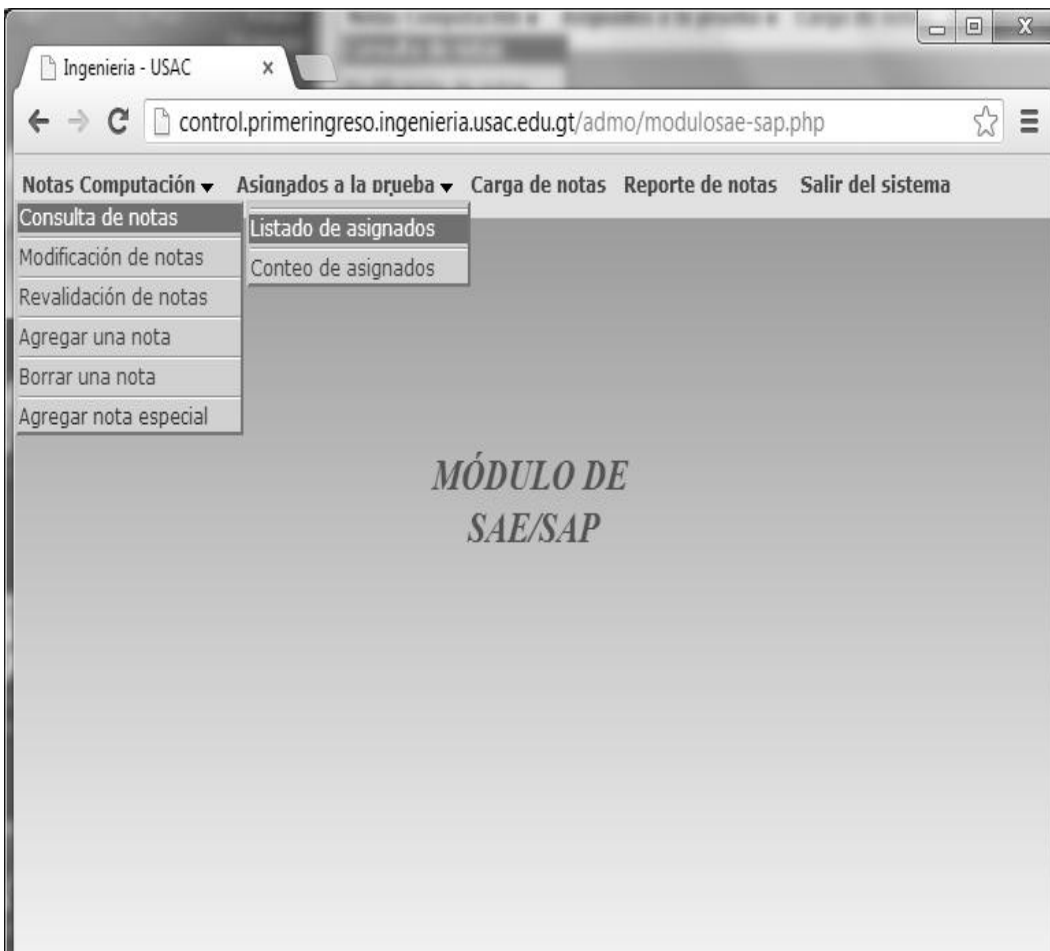 Ingenieria - USAC
control.primeringreso.ingenieria.usac.edu.gt/admo/modulosae-sap.php
Notas Computación Asignados a la prueba Carga de notas Reporte de notas Salir del sistema
Consulta de notas
Modificación de notas
Revalidación de notas
Agregar una nota
Borrar una nota
Agregar nota especial
Listado de asignados
Conteo de asignados
MÓDULO DE
SAE/SAP